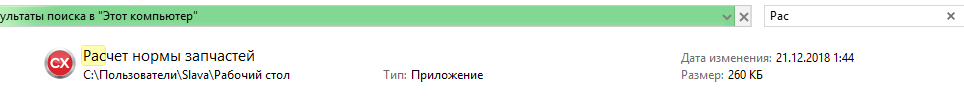 ультаты поиска в "Этот компьютер"
Рас
CX
Расчет нормы запчастей
C:\Пользователи\Slava\Рабочий стол
Тип: Приложение
Дата изменения: 21.12.2018 1:44
Размер: 260 КБ